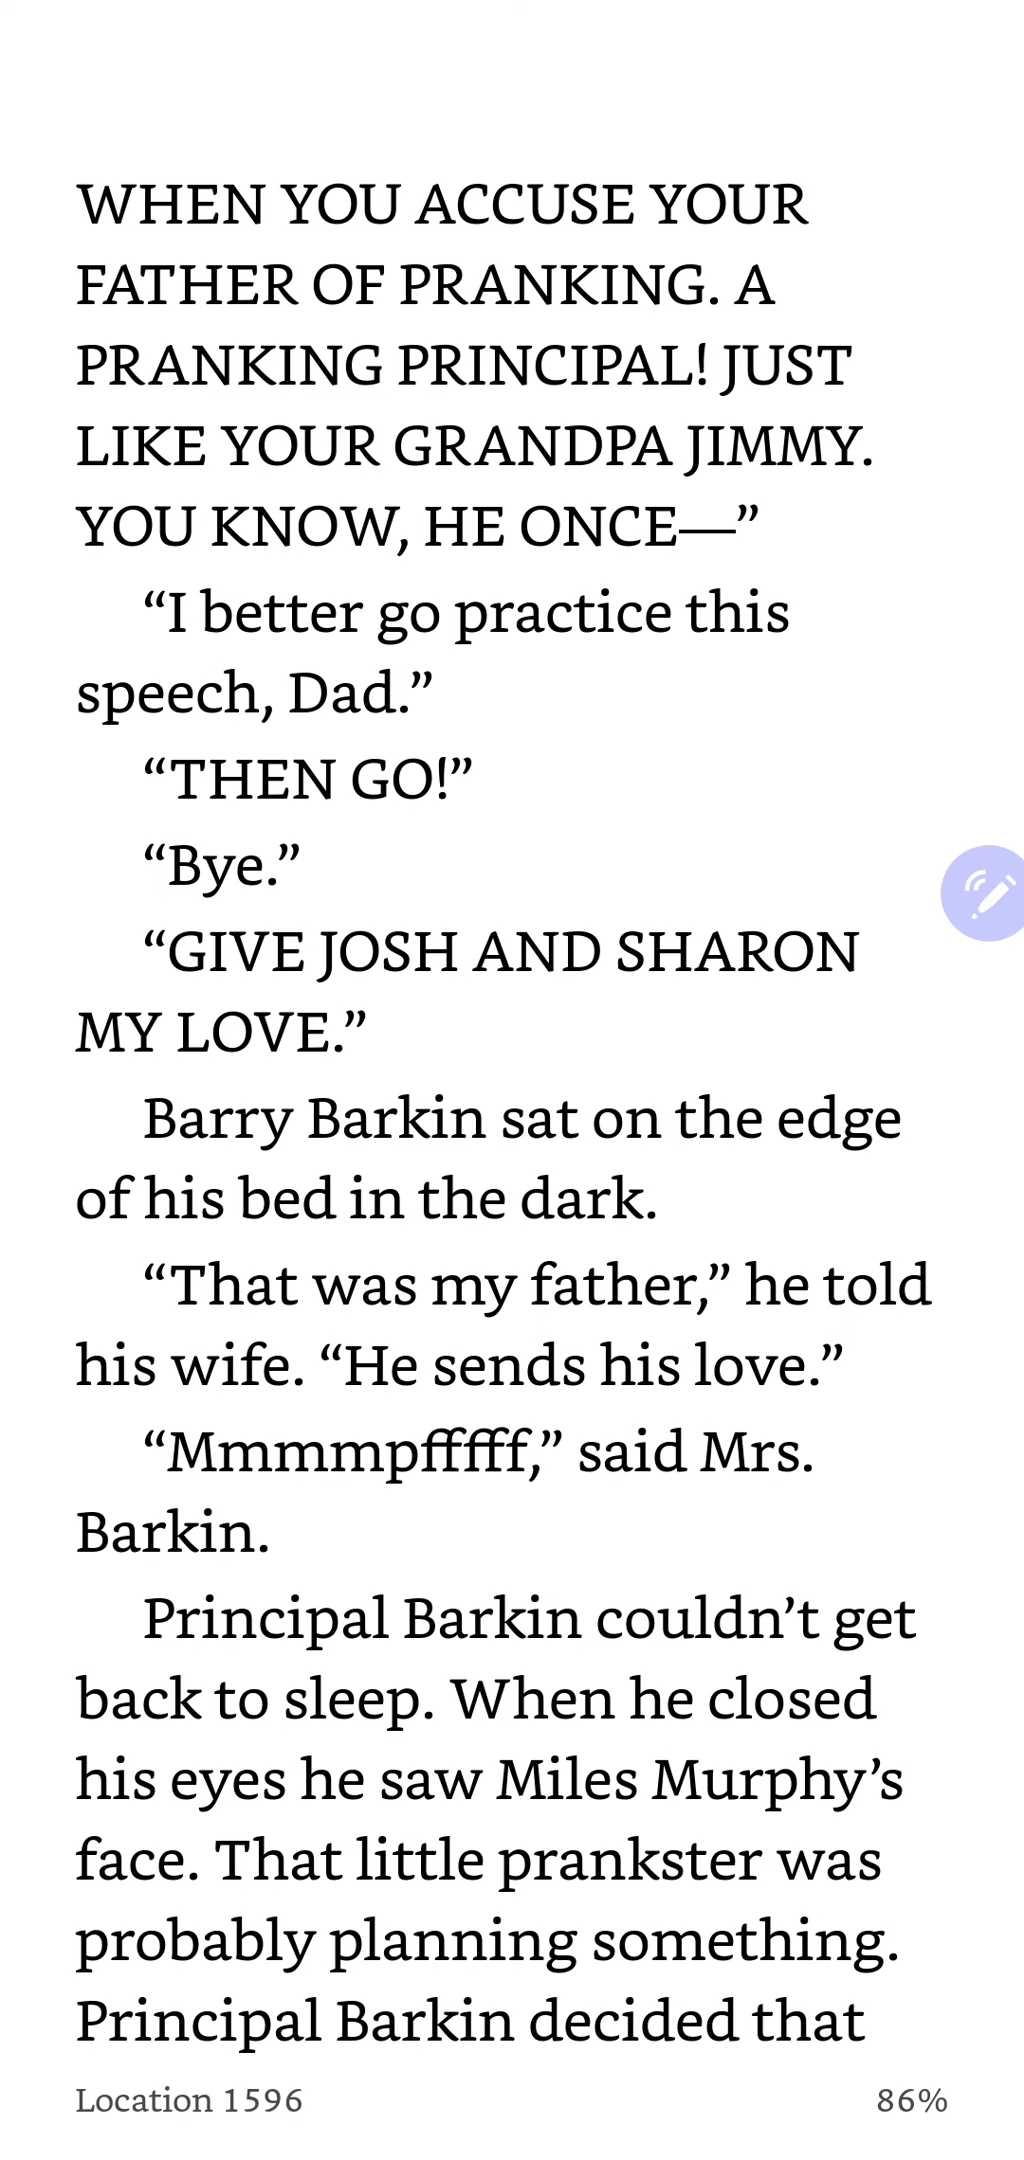 WHEN YOU ACCUSE YOUR
FATHER OF PRANKING. A
PRANKING PRINCIPAL! JUST
LIKE YOUR GRANDPA JIMMY.
YOU KNOW, HE ONCE—”
“I better go practice this
speech, Dad.”
“THEN GO!”
“Bye.”
“GIVE JOSH AND SHARON
MY LOVE.”
Barry Barkin sat on the edge
of his bed in the dark.
“That was my father,” he told
his wife. “He sends his love.”
“Mmmmpfffff,” said Mrs.
Barkin.
Principal Barkin couldn’t get
back to sleep. When he closed
his eyes he saw Miles Murphy’s
face. That little prankster was
probably planning something.
Principal Barkin decided that
Location 1596 86%